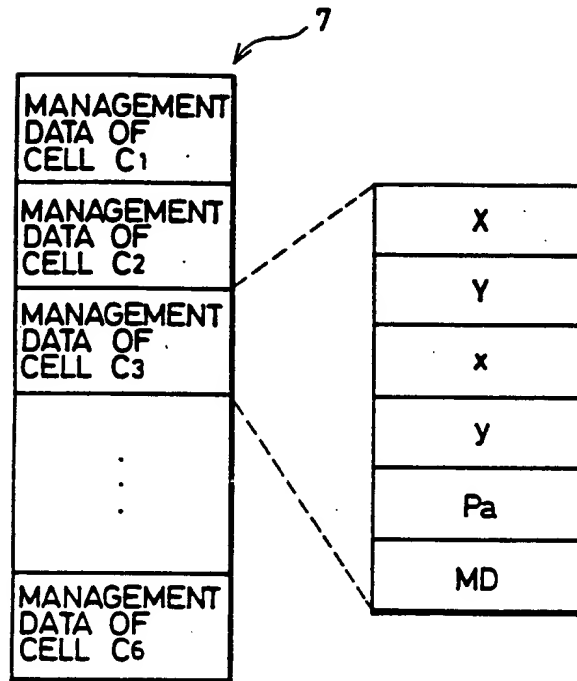 7
MANAGEMENT
DATA OF
CELL C1
MANAGEMENT
DATA OF
CELL C2
MANAGEMENT
DATA OF
CELL C3
MANAGEMENT
DATA OF
CELL C6
X
Y
x
y
Pa
MD